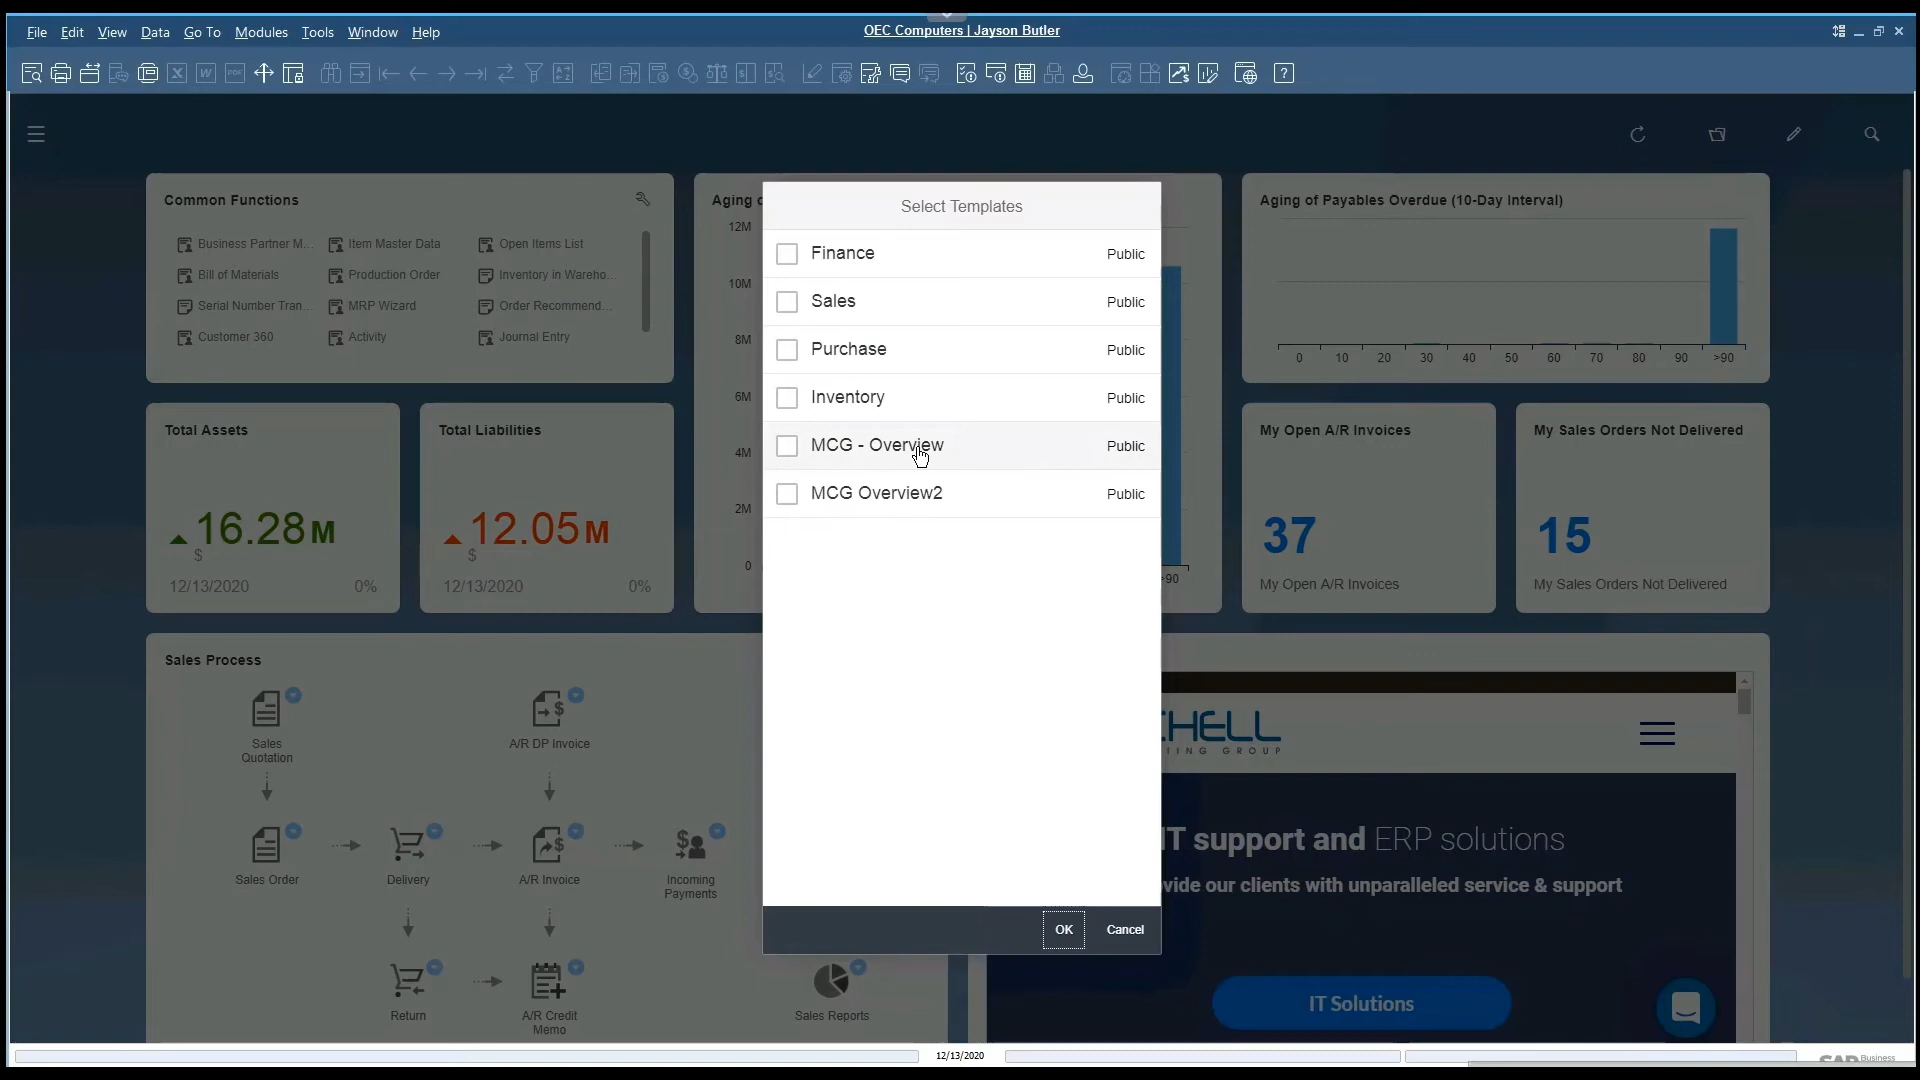 File Edit View Data Go To Modules Tools Window Help
OEC Computers | Jayson Butler
Common Functions
Business Partner M...
Item Master Data
Open Items List
Bill of Materials
Production Order
Inventory in Wareho...
Serial Number Tran...
MRP Wizard
Order Recommend...
Customer 360
Activity
Journal Entry
Aging
12M
10M
8M
6M
4M
2M
0
>90
Aging of Payables Overdue (10-Day Interval)
0 10 20 30 40 50 60 70 80 90 >90
Total Assets
16.28M
$
12/13/2020 0%
Total Liabilities
12.05M
$
12/13/2020 0%
My Open A/R Invoices
37
My Open A/R Invoices
My Sales Orders Not Delivered
15
My Sales Orders Not Delivered
Select Templates
Finance Public
Sales Public
Purchase Public
Inventory Public
MCG - Overview Public
MCG Overview2 Public
OK Cancel
Sales Process
Sales
Quotation
A/R DP Invoice
Sales Order
Delivery
A/R Invoice
Incoming
Payments
Return
A/R Credit
Memo
Sales Reports
CHELL
TING GROUP
IT support and ERP solutions
vide our clients with unparalleled service & support
IT Solutions
12/13/2020
SAP Business